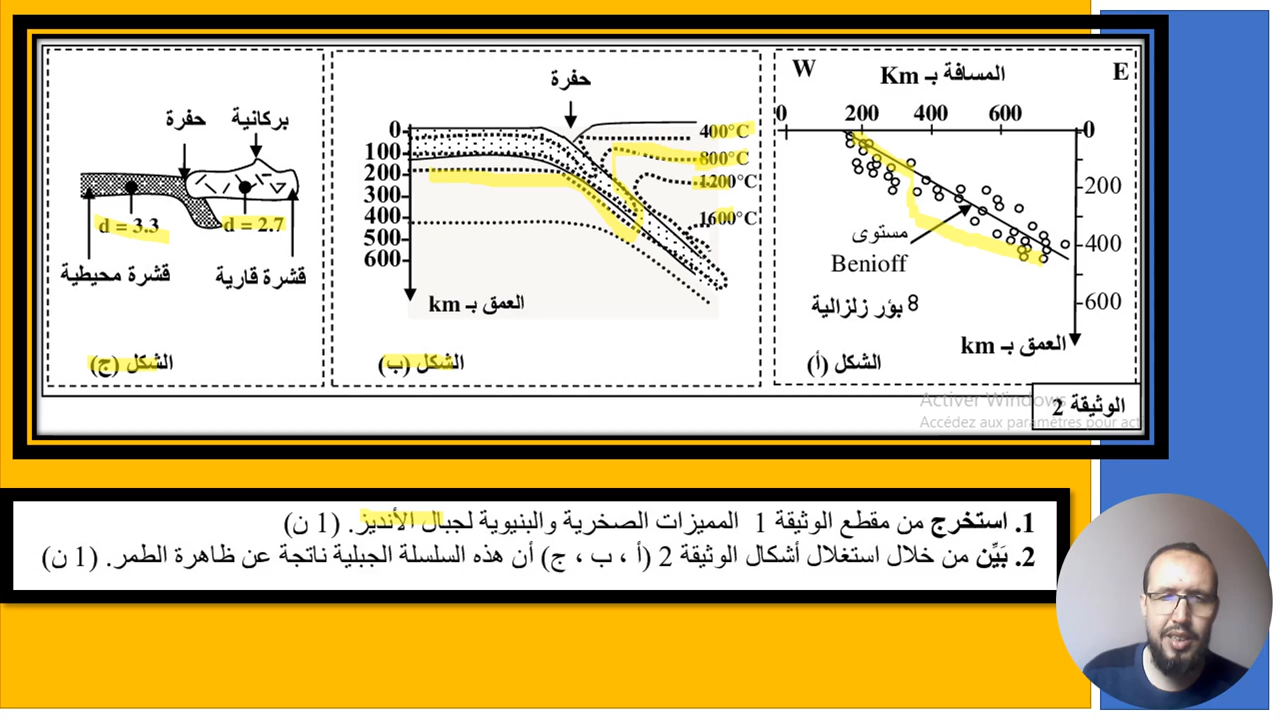 W المسافة بـ Km E
0 200 400 600
0
200
400
600
مستوى
Benioff
8 بؤر زلزالية
العمق بـ km
الشكل (أ)
حفرة
0
100
200
300
400
500
600
400°C
800°C
1200°C
1600°C
العمق بـ km
الشكل (ب)
حفرة
بركانية
d = 3.3
d = 2.7
قشرة محيطية
قشرة قارية
الشكل (ج)
الوثيقة 2
Activer Windows
Accédez aux paramètres pour act
1. استخرج من مقطع الوثيقة 1 المميزات الصخرية والبنيوية لجبال الأنديز. (1 ن)
2. بَيِّن من خلال استغلال أشكال الوثيقة 2 (أ ، ب ، ج) أن هذه السلسلة الجبلية ناتجة عن ظاهرة الطمر. (1 ن)